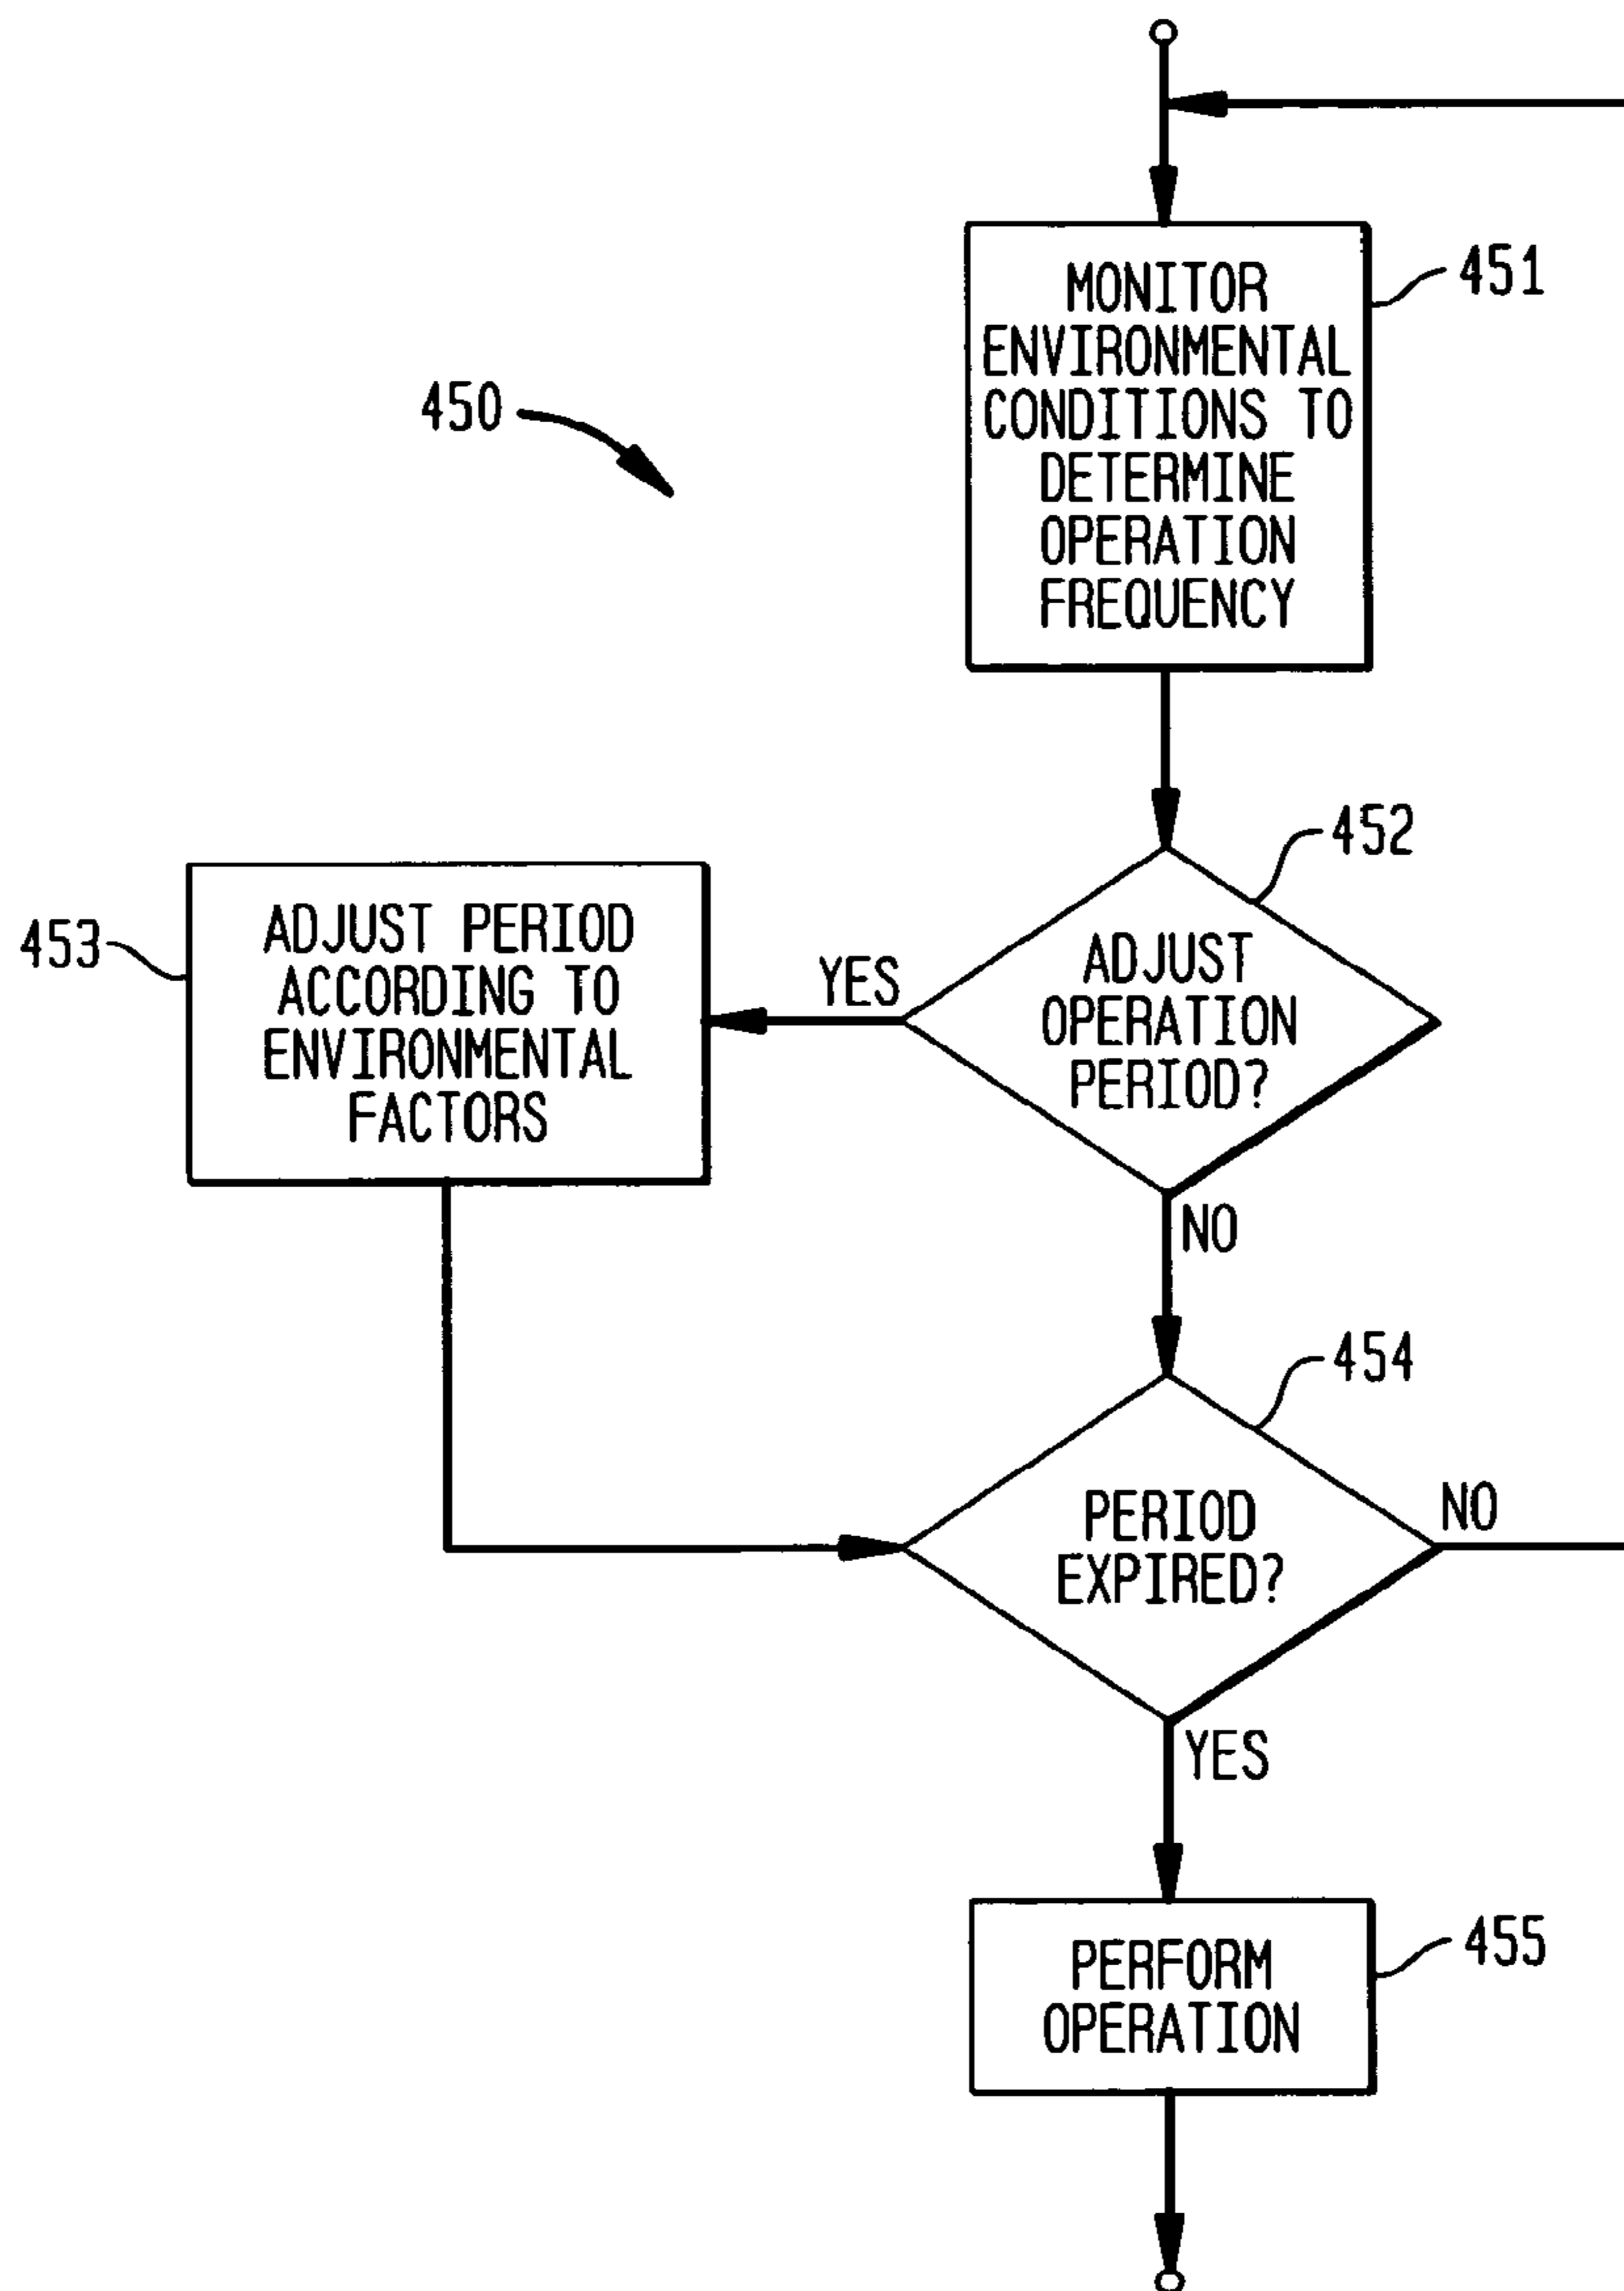 451
MONITOR
ENVIRONMENTAL
CONDITIONS TO
DETERMINE
OPERATION
FREQUENCY
450
452
453
ADJUST PERIOD
ACCORDING TO
ENVIRONMENTAL
FACTORS
YES
ADJUST
OPERATION
PERIOD?
NO
454
PERIOD
EXPIRED?
NO
YES
455
PERFORM
OPERATION